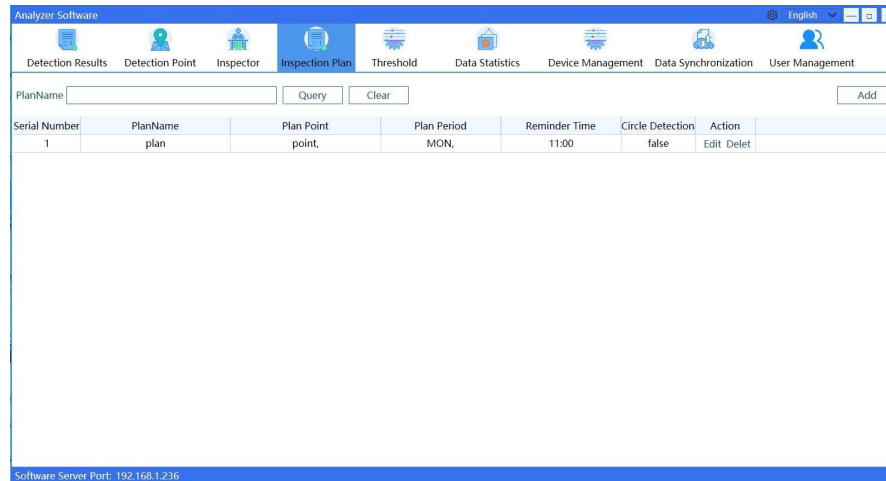 Analyzer Software English
Detection Results Detection Point Inspector Inspection Plan Threshold Data Statistics Device Management Data Synchronization User Management
PlanName Query Clear Add
Serial Number PlanName Plan Point Plan Period Reminder Time Circle Detection Action
1 plan point, MON, 11:00 false Edit Delet
Software Server Port: 192.168.1.236